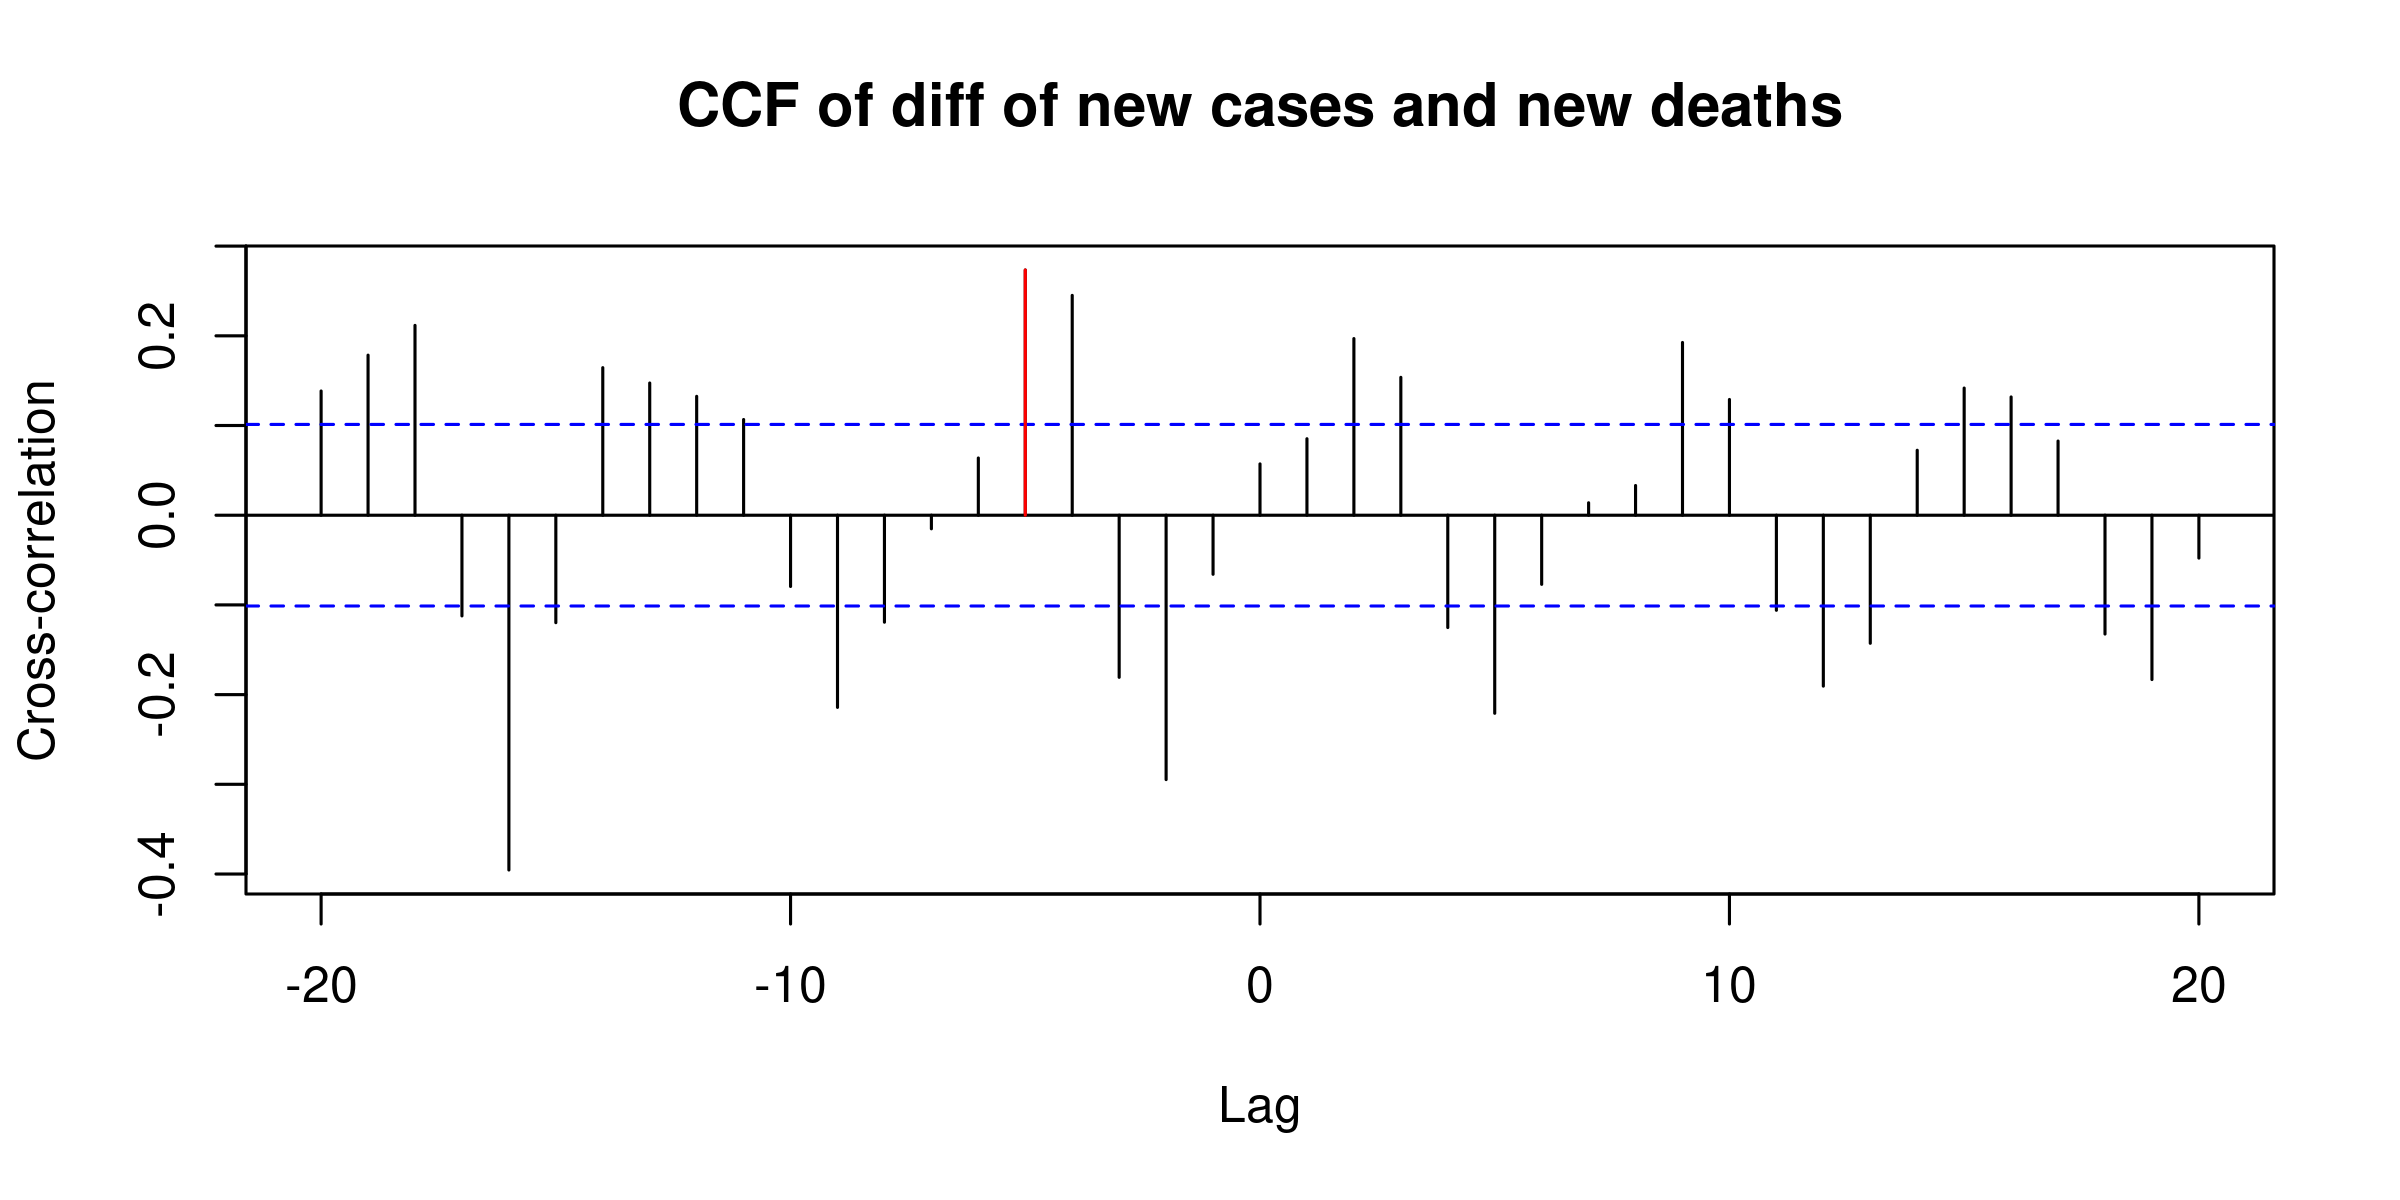 CCF of diff of new cases and new deaths
Cross-correlation
0.2
0.0
-0.2
-0.4
-20 -10 0 10 20
Lag